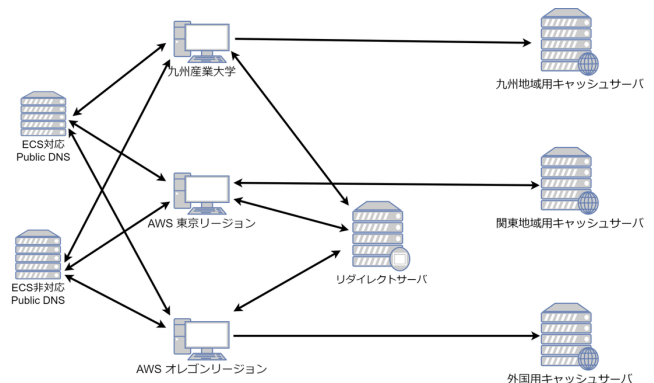 九州産業大学
九州地域用キャッシュサーバ
ECS対応
Public DNS
AWS 東京リージョン
関東地域用キャッシュサーバ
リダイレクトサーバ
ECS非対応
Public DNS
AWS オレゴンリージョン
外国用キャッシュサーバ